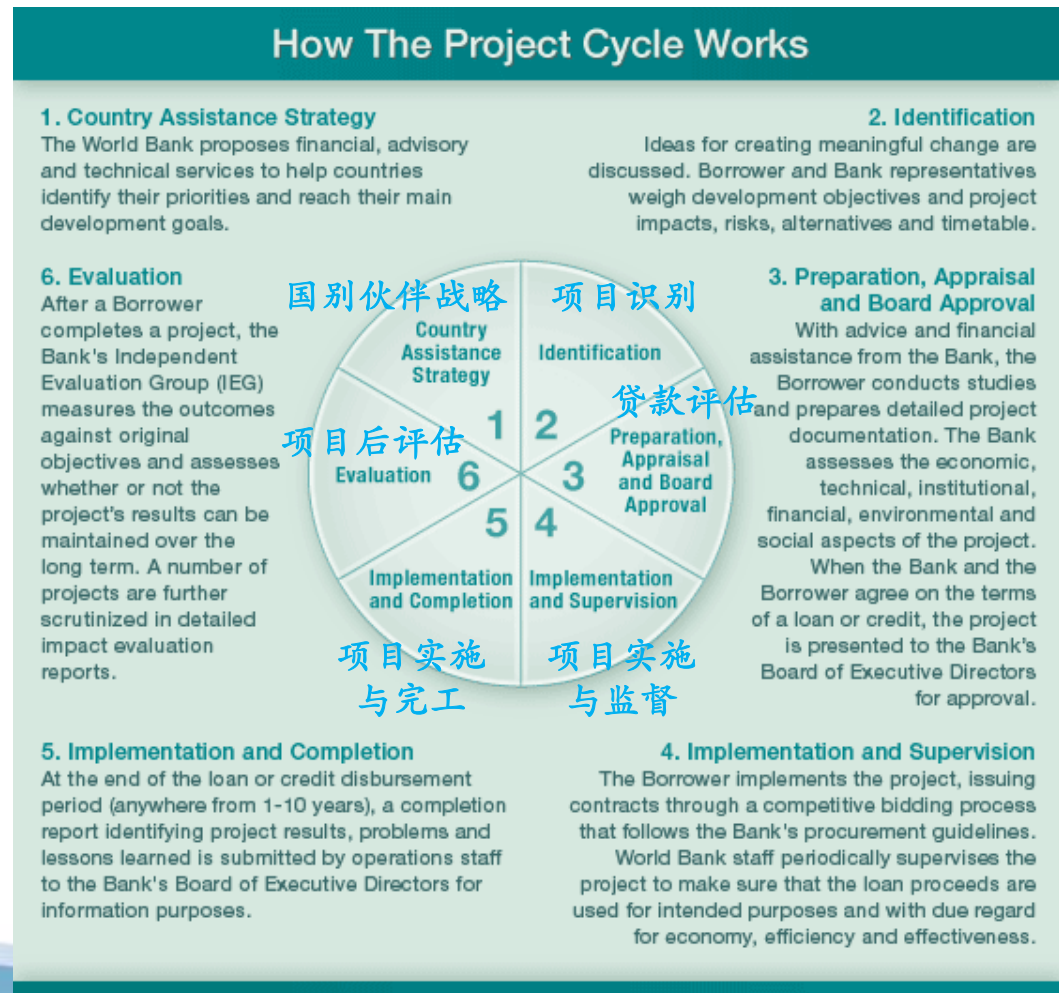 How The Project Cycle Works
1. Country Assistance Strategy
The World Bank proposes financial, advisory
and technical services to help countries
identify their priorities and reach their main
development goals.
2. Identification
Ideas for creating meaningful change are
discussed. Borrower and Bank representatives
weigh development objectives and project
impacts, risks, alternatives and timetable.
6. Evaluation
After a Borrower
completes a project, the
Bank's Independent
Evaluation Group (IEG)
measures the outcomes
against original
objectives and assesses
whether or not the
project's results can be
maintained over the
long term. A number of
projects are further
scrutinized in detailed
impact evaluation
reports.
国别伙伴战略
Country
Assistance
Strategy
1
项目识别
Identification
2
贷款评估
Preparation,
Appraisal
and Board
Approval
3
项目后评估
Evaluation
6
5
Implementation
and Completion
项目实施
与完工
4
Implementation
and Supervision
项目实施
与监督
3. Preparation, Appraisal
and Board Approval
With advice and financial
assistance from the Bank, the
Borrower conducts studies
and prepares detailed project
documentation. The Bank
assesses the economic,
technical, institutional,
financial, environmental and
social aspects of the project.
When the Bank and the
Borrower agree on the terms
of a loan or credit, the project
is presented to the Bank's
Board of Executive Directors
for approval.
5. Implementation and Completion
At the end of the loan or credit disbursement
period (anywhere from 1-10 years), a completion
report identifying project results, problems and
lessons learned is submitted by operations staff
to the Bank's Board of Executive Directors for
information purposes.
4. Implementation and Supervision
The Borrower implements the project, issuing
contracts through a competitive bidding process
that follows the Bank's procurement guidelines.
World Bank staff periodically supervises the
project to make sure that the loan proceeds are
used for intended purposes and with due regard
for economy, efficiency and effectiveness.